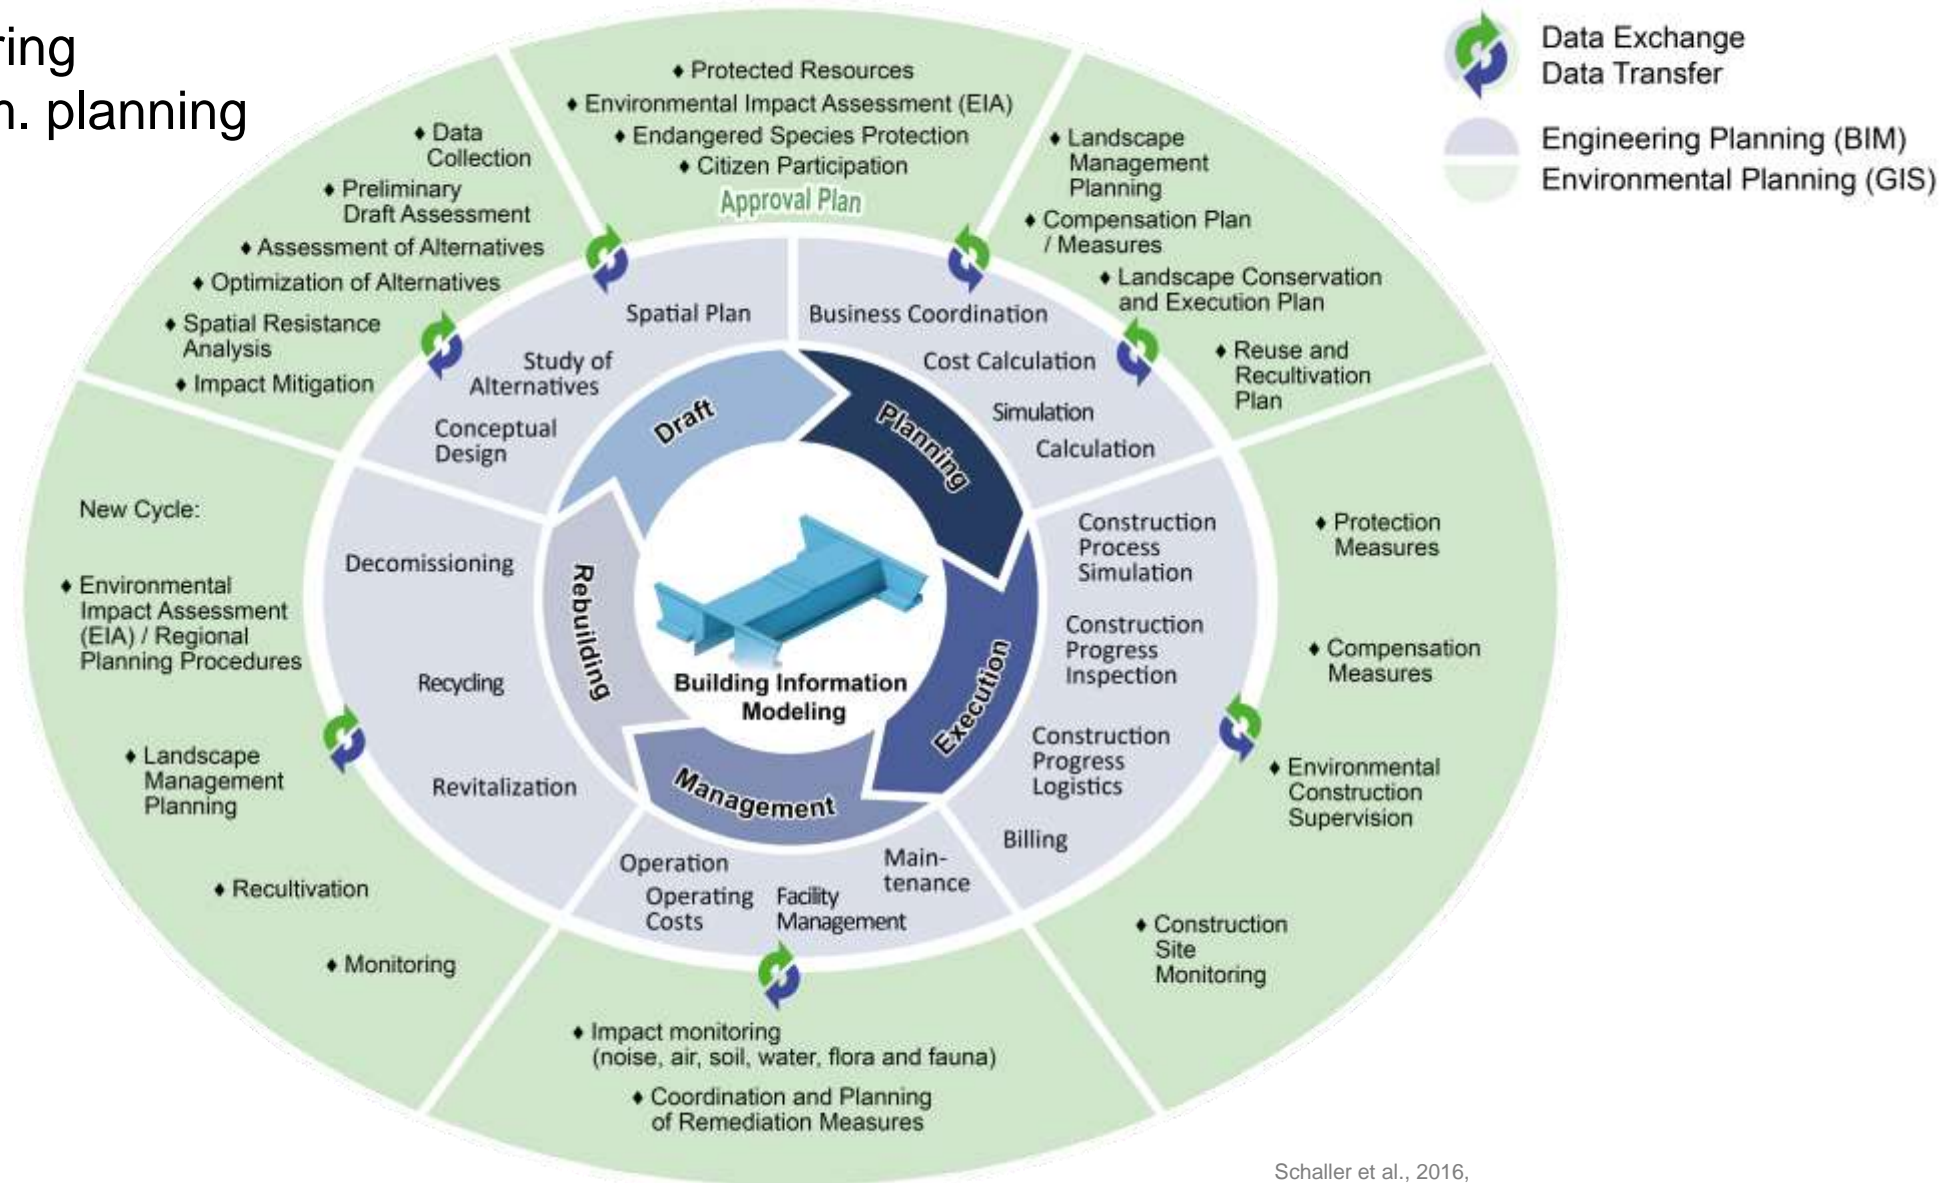 ring
n. planning
Data Exchange
Data Transfer
Engineering Planning (BIM)
Environmental Planning (GIS)
♦ Protected Resources
♦ Environmental Impact Assessment (EIA)
♦ Endangered Species Protection
♦ Citizen Participation
Approval Plan
♦ Data
Collection
♦ Preliminary
Draft Assessment
♦ Assessment of Alternatives
♦ Optimization of Alternatives
♦ Spatial Resistance
Analysis
♦ Impact Mitigation
♦ Landscape
Management
Planning
♦ Compensation Plan
/ Measures
♦ Landscape Conservation
and Execution Plan
♦ Reuse and
Recultivation
Plan
Spatial Plan
Study of
Alternatives
Conceptual
Design
Business Coordination
Cost Calculation
Simulation
Calculation
Draft
Planning
Execution
Management
Rebuilding
Building Information
Modeling
Construction
Process
Simulation
Construction
Progress
Inspection
Construction
Progress
Logistics
Billing
♦ Protection
Measures
♦ Compensation
Measures
♦ Environmental
Construction
Supervision
♦ Construction
Site
Monitoring
Operation
Operating
Costs
Facility
Management
Main-
tenance
♦ Impact monitoring
(noise, air, soil, water, flora and fauna)
♦ Coordination and Planning
of Remediation Measures
Decomissioning
Recycling
Revitalization
New Cycle:
♦ Environmental
Impact Assessment
(EIA) / Regional
Planning Procedures
♦ Landscape
Management
Planning
♦ Recultivation
♦ Monitoring
Schaller et al., 2016,